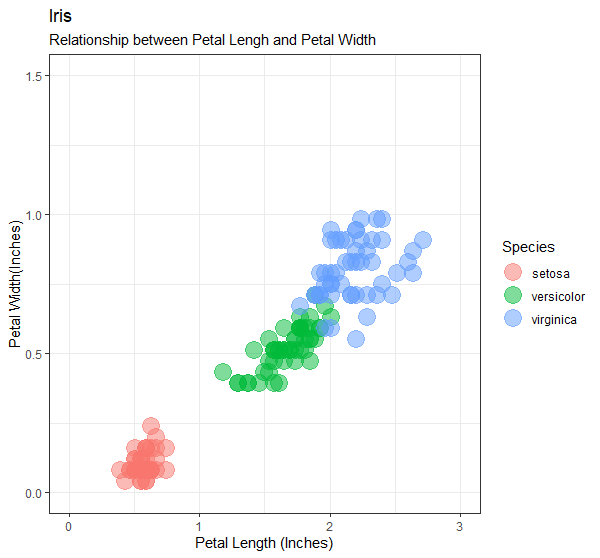 Iris
Relationship between Petal Lengh and Petal Width
1.5
1.0
0.5
0.0
Petal Width(Inches)
0 1 2 3
Petal Length (Inches)
Species
setosa
versicolor
virginica